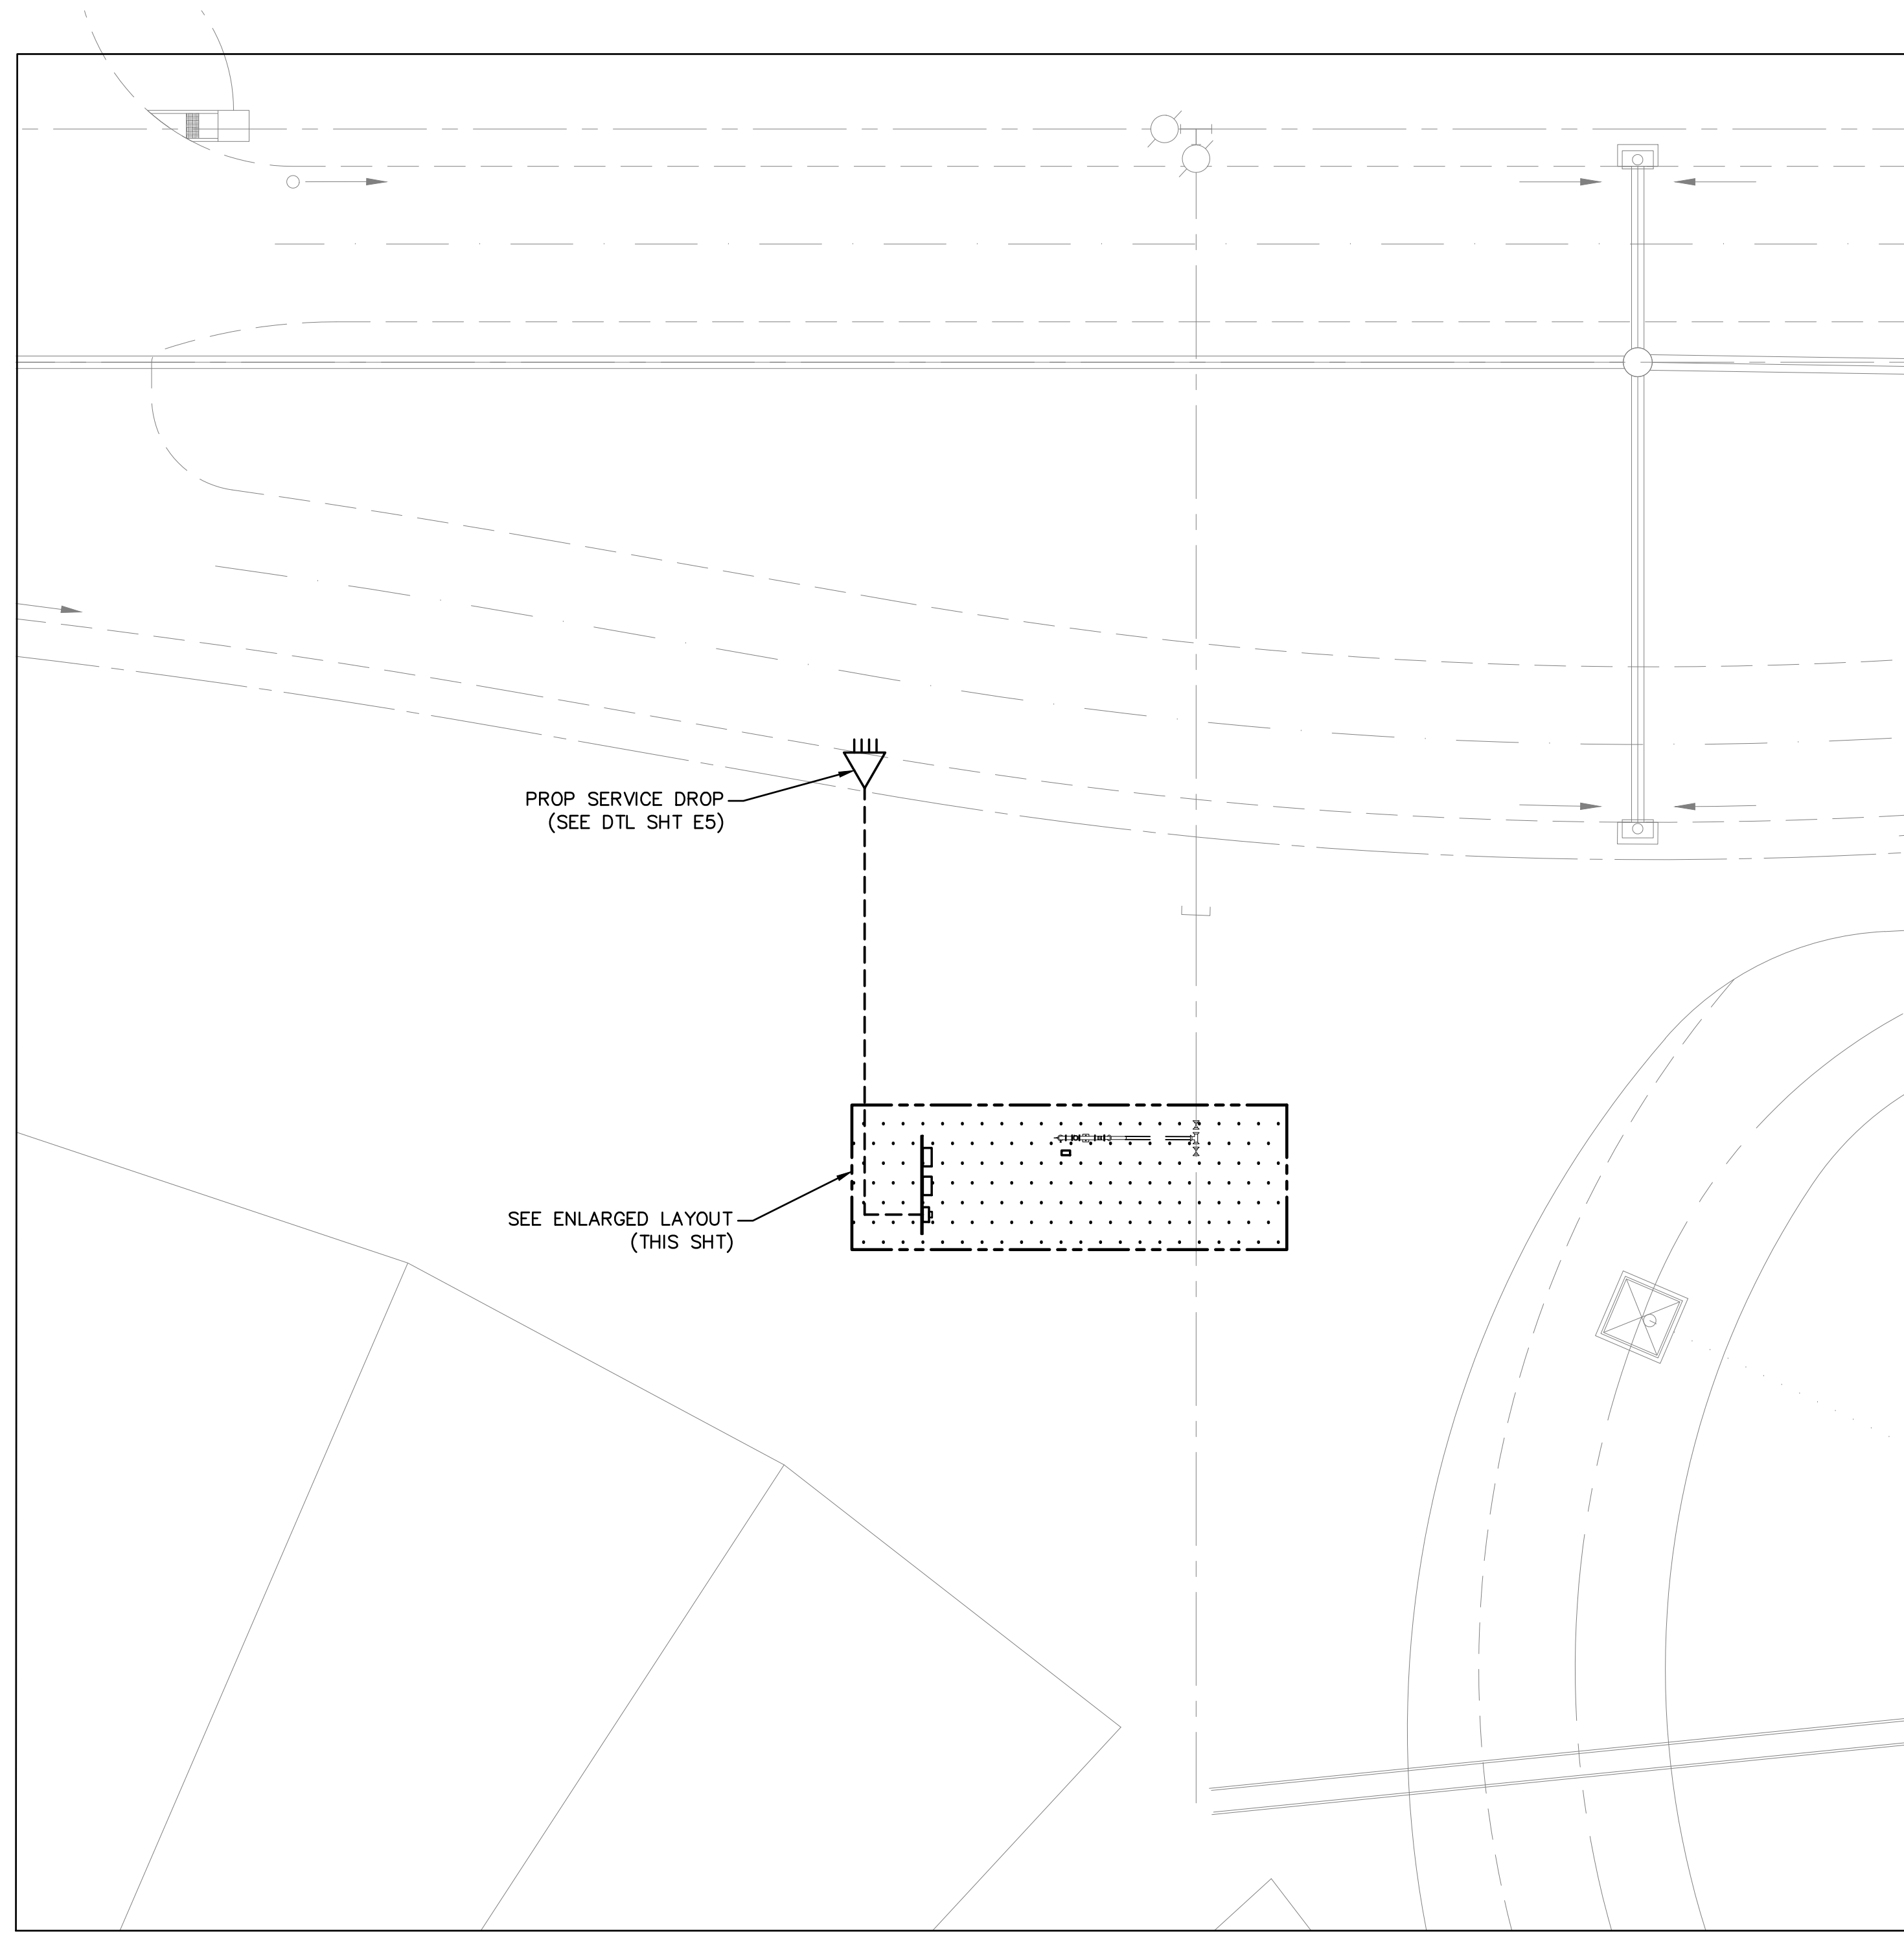 PROP SERVICE DROP
(SEE DTL SHT E5)
SEE ENLARGED LAYOUT
(THIS SHT)